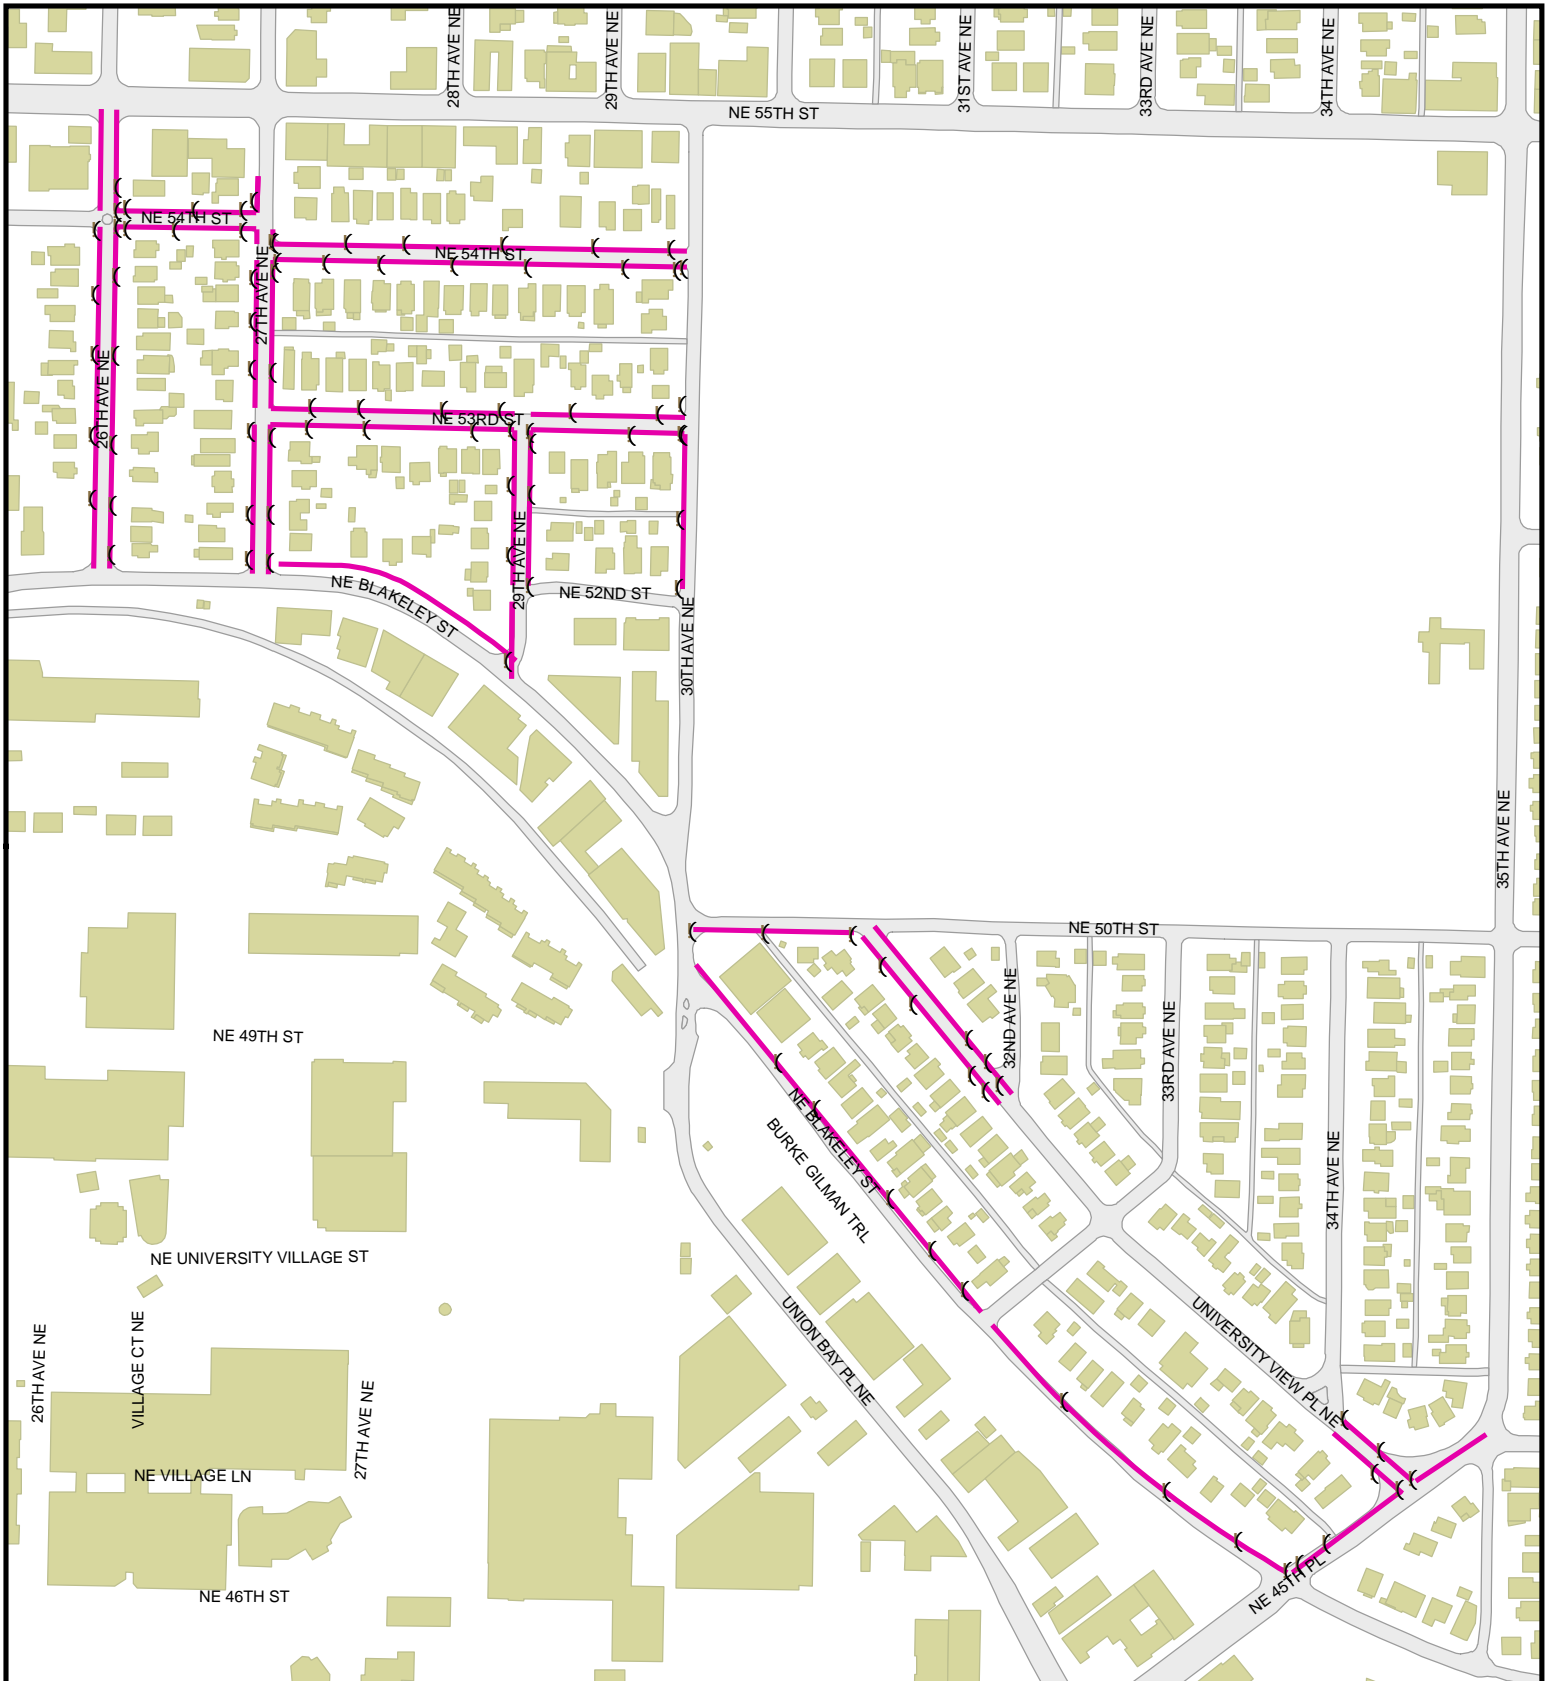 28TH AVE NE
29TH AVE NE
31ST AVE NE
33RD AVE NE
34TH AVE NE
NE 55TH ST
NE 54TH ST
NE 54TH ST
27TH AVE NE
26TH AVE NE
NE 53RD ST
29TH AVE NE
NE BLAKELEY ST
NE 52ND ST
30TH AVE NE
35TH AVE NE
NE 50TH ST
32ND AVE NE
33RD AVE NE
NE 49TH ST
NE BLAKELEY ST
BURKE GILMAN TRL
34TH AVE NE
NE UNIVERSITY VILLAGE ST
UNION BAY PL NE
UNIVERSITY VIEW PL NE
26TH AVE NE
VILLAGE CT NE
27TH AVE NE
NE VILLAGE LN
NE 45TH PL
NE 46TH ST